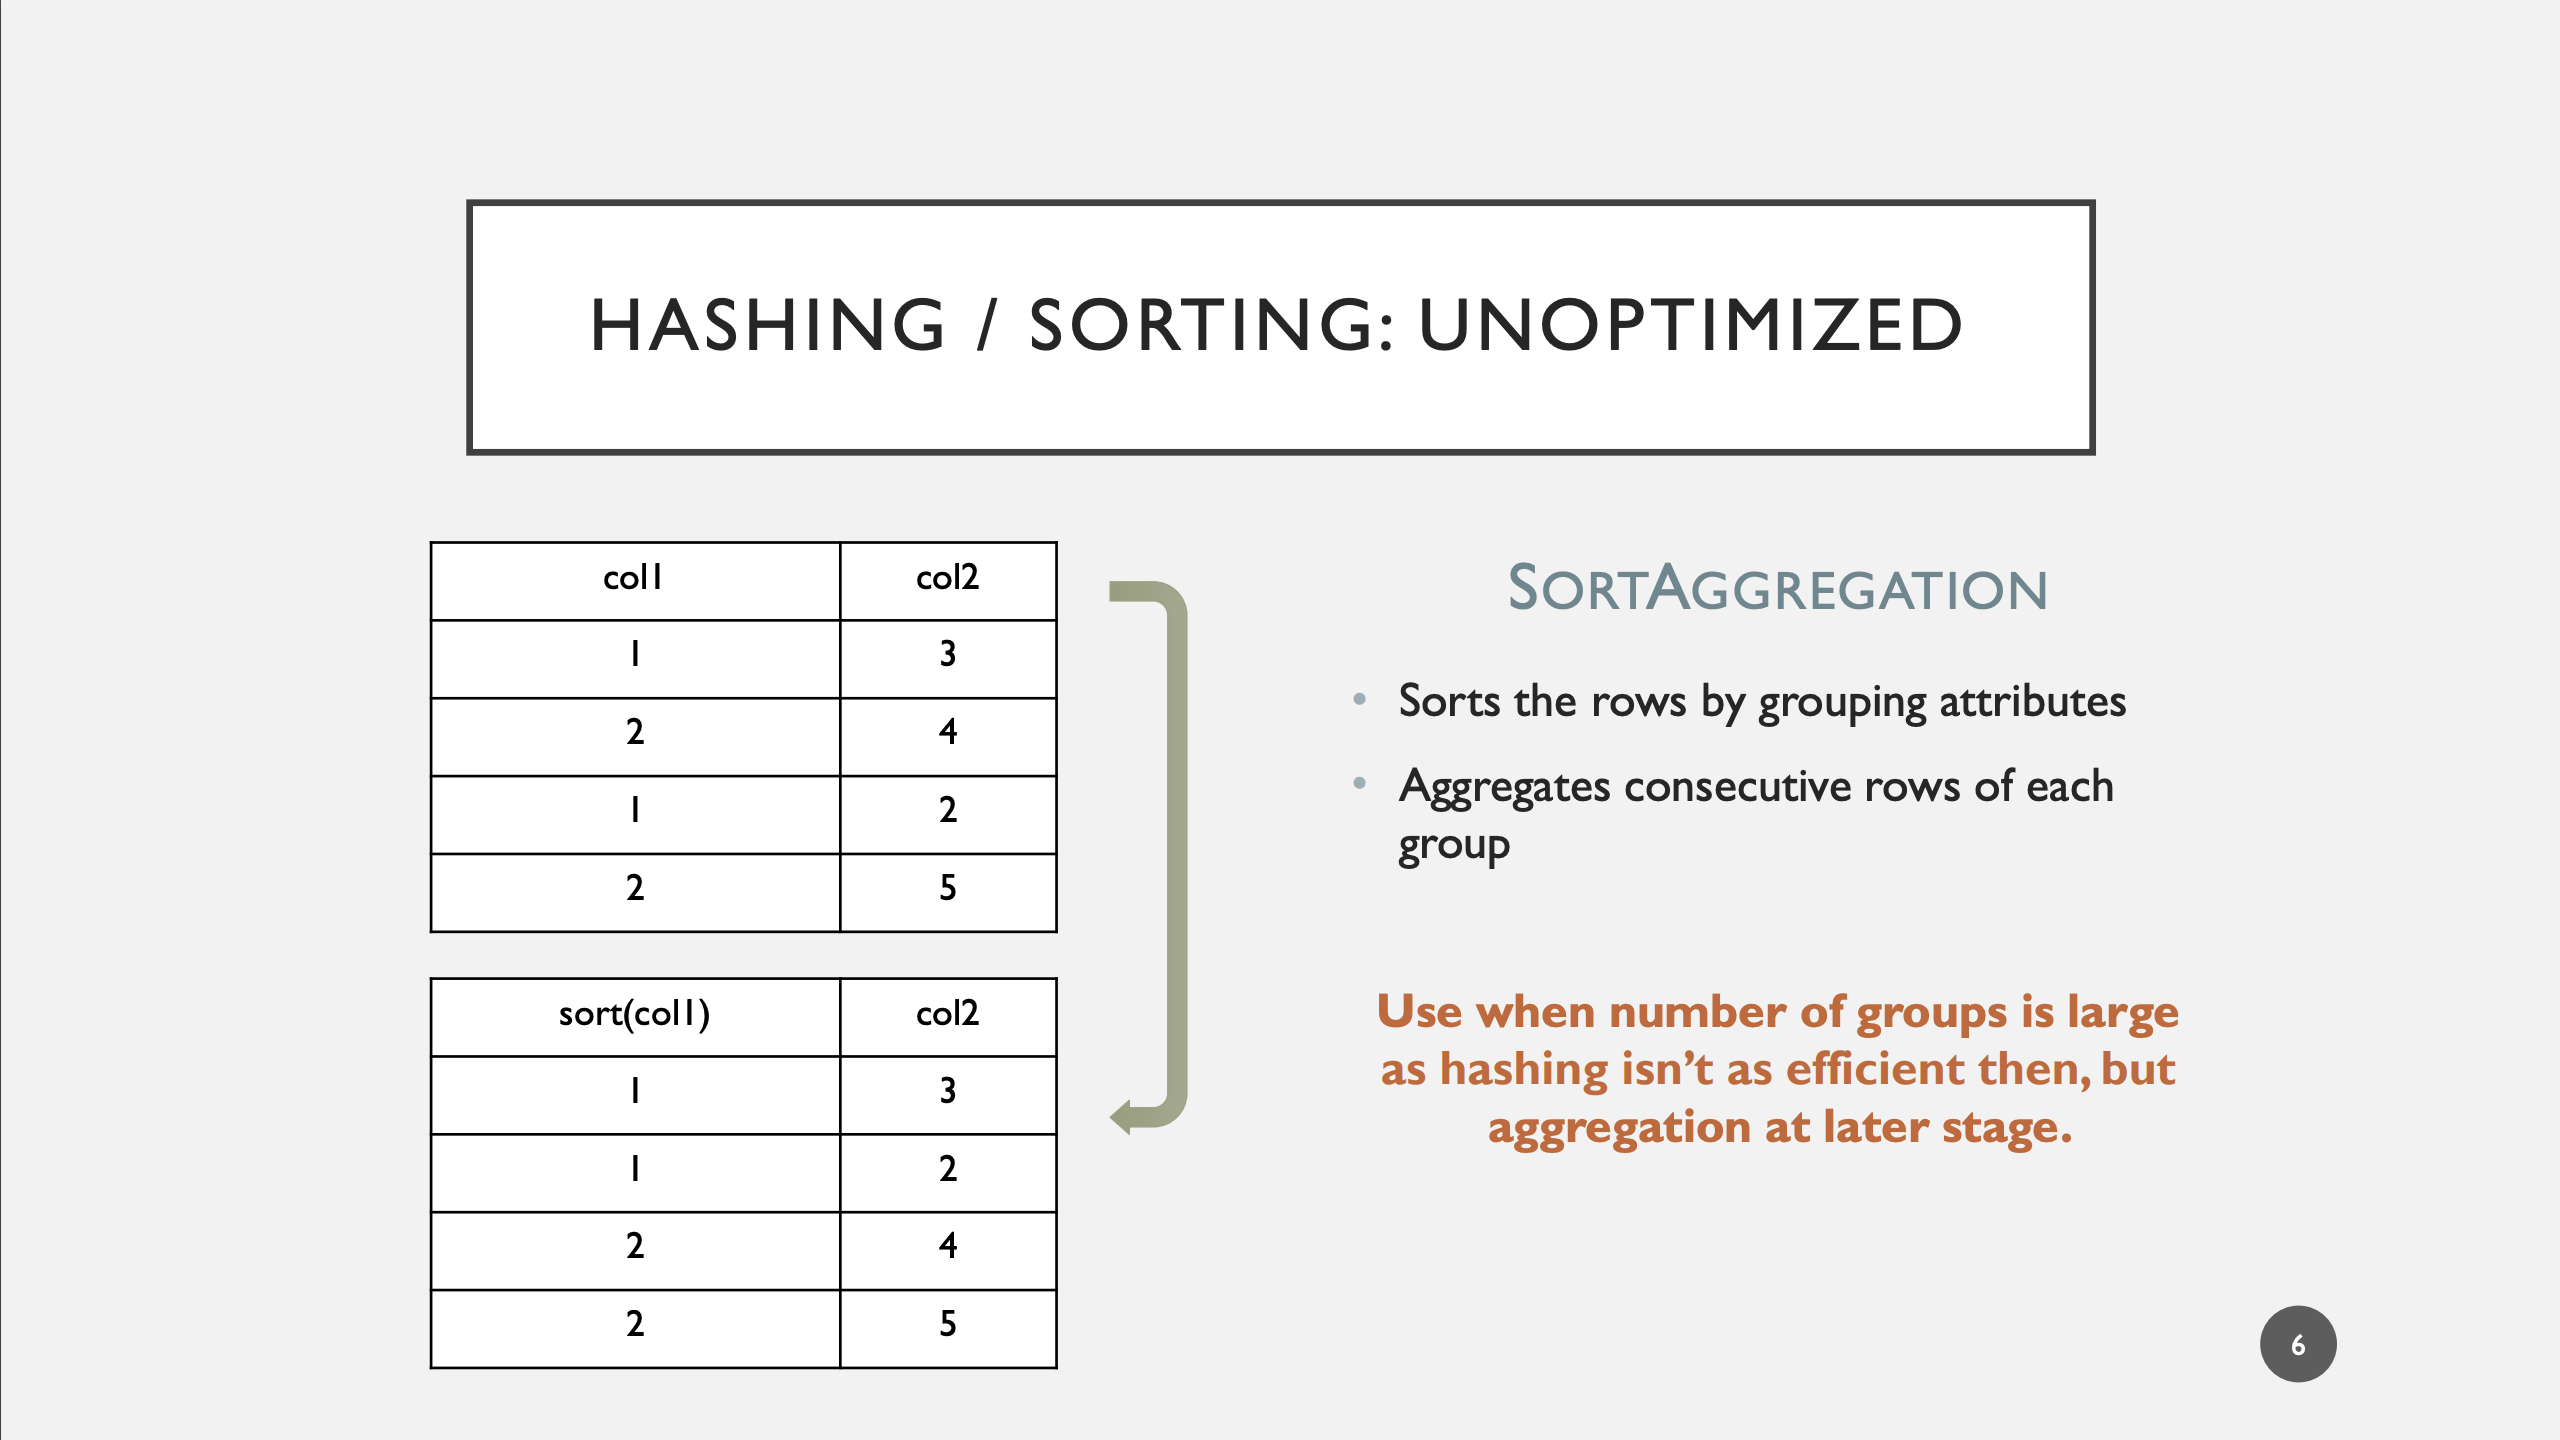 HASHING / SORTING: UNOPTIMIZED
col1 col2
1 3
2 4
1 2
2 5
sort(col1) col2
1 3
1 2
2 4
2 5
SORTAGGREGATION
• Sorts the rows by grouping attributes
• Aggregates consecutive rows of each
group
Use when number of groups is large
as hashing isn’t as efficient then, but
aggregation at later stage.
6